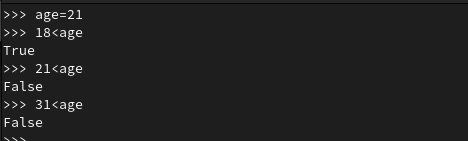 >>> age=21
>>> 18<age
True
>>> 21<age
False
>>> 31<age
False
>>>